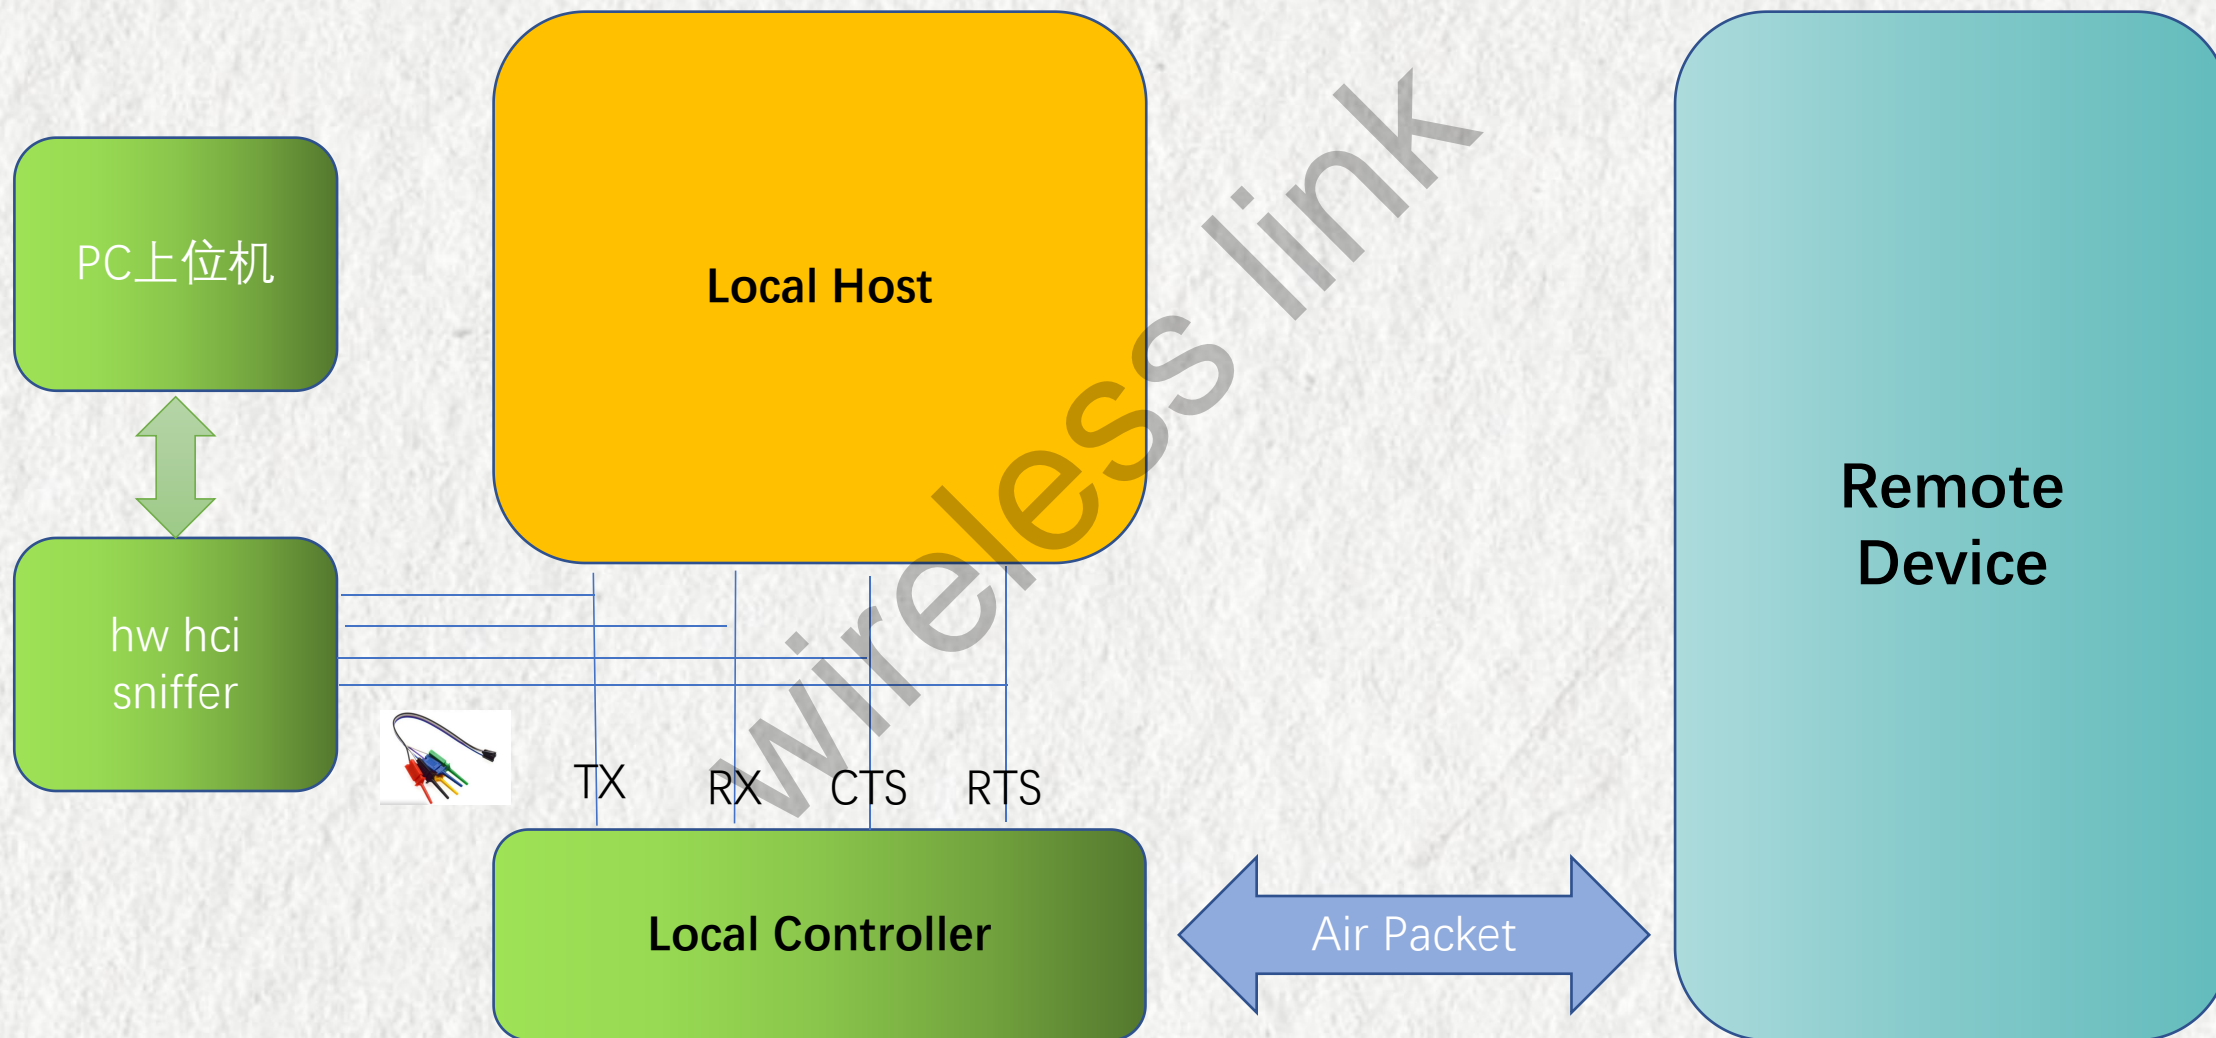 PC上位机
Local Host
hw hci
sniffer
TX
RX
CTS
RTS
Local Controller
Air Packet
Remote
Device
wireless link